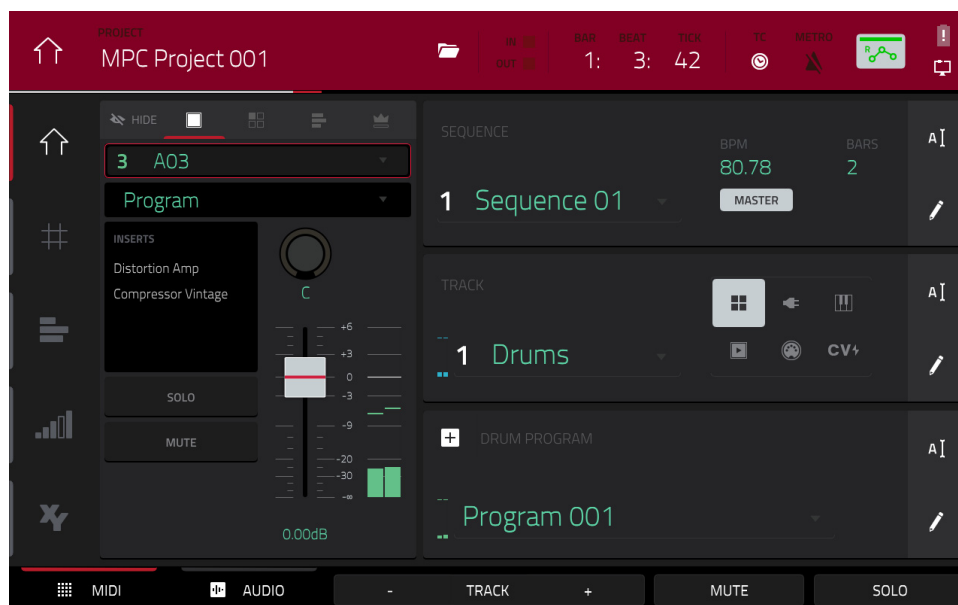 PROJECT
MPC Project 001
IN
OUT
BAR BEAT TICK
1: 3: 42
TC METRO
R
!
HIDE
3 A03
Program
INSERTS
Distortion Amp
Compressor Vintage
C
+6
+3
0
-3
-9
-20
-30
-∞
SOLO
MUTE
0.00dB
SEQUENCE
BPM BARS
80.78 2
1 Sequence 01
MASTER
A
TRACK
1 Drums
CV
A
+ DRUM PROGRAM
A
Program 001
XY
MIDI AUDIO - TRACK + MUTE SOLO